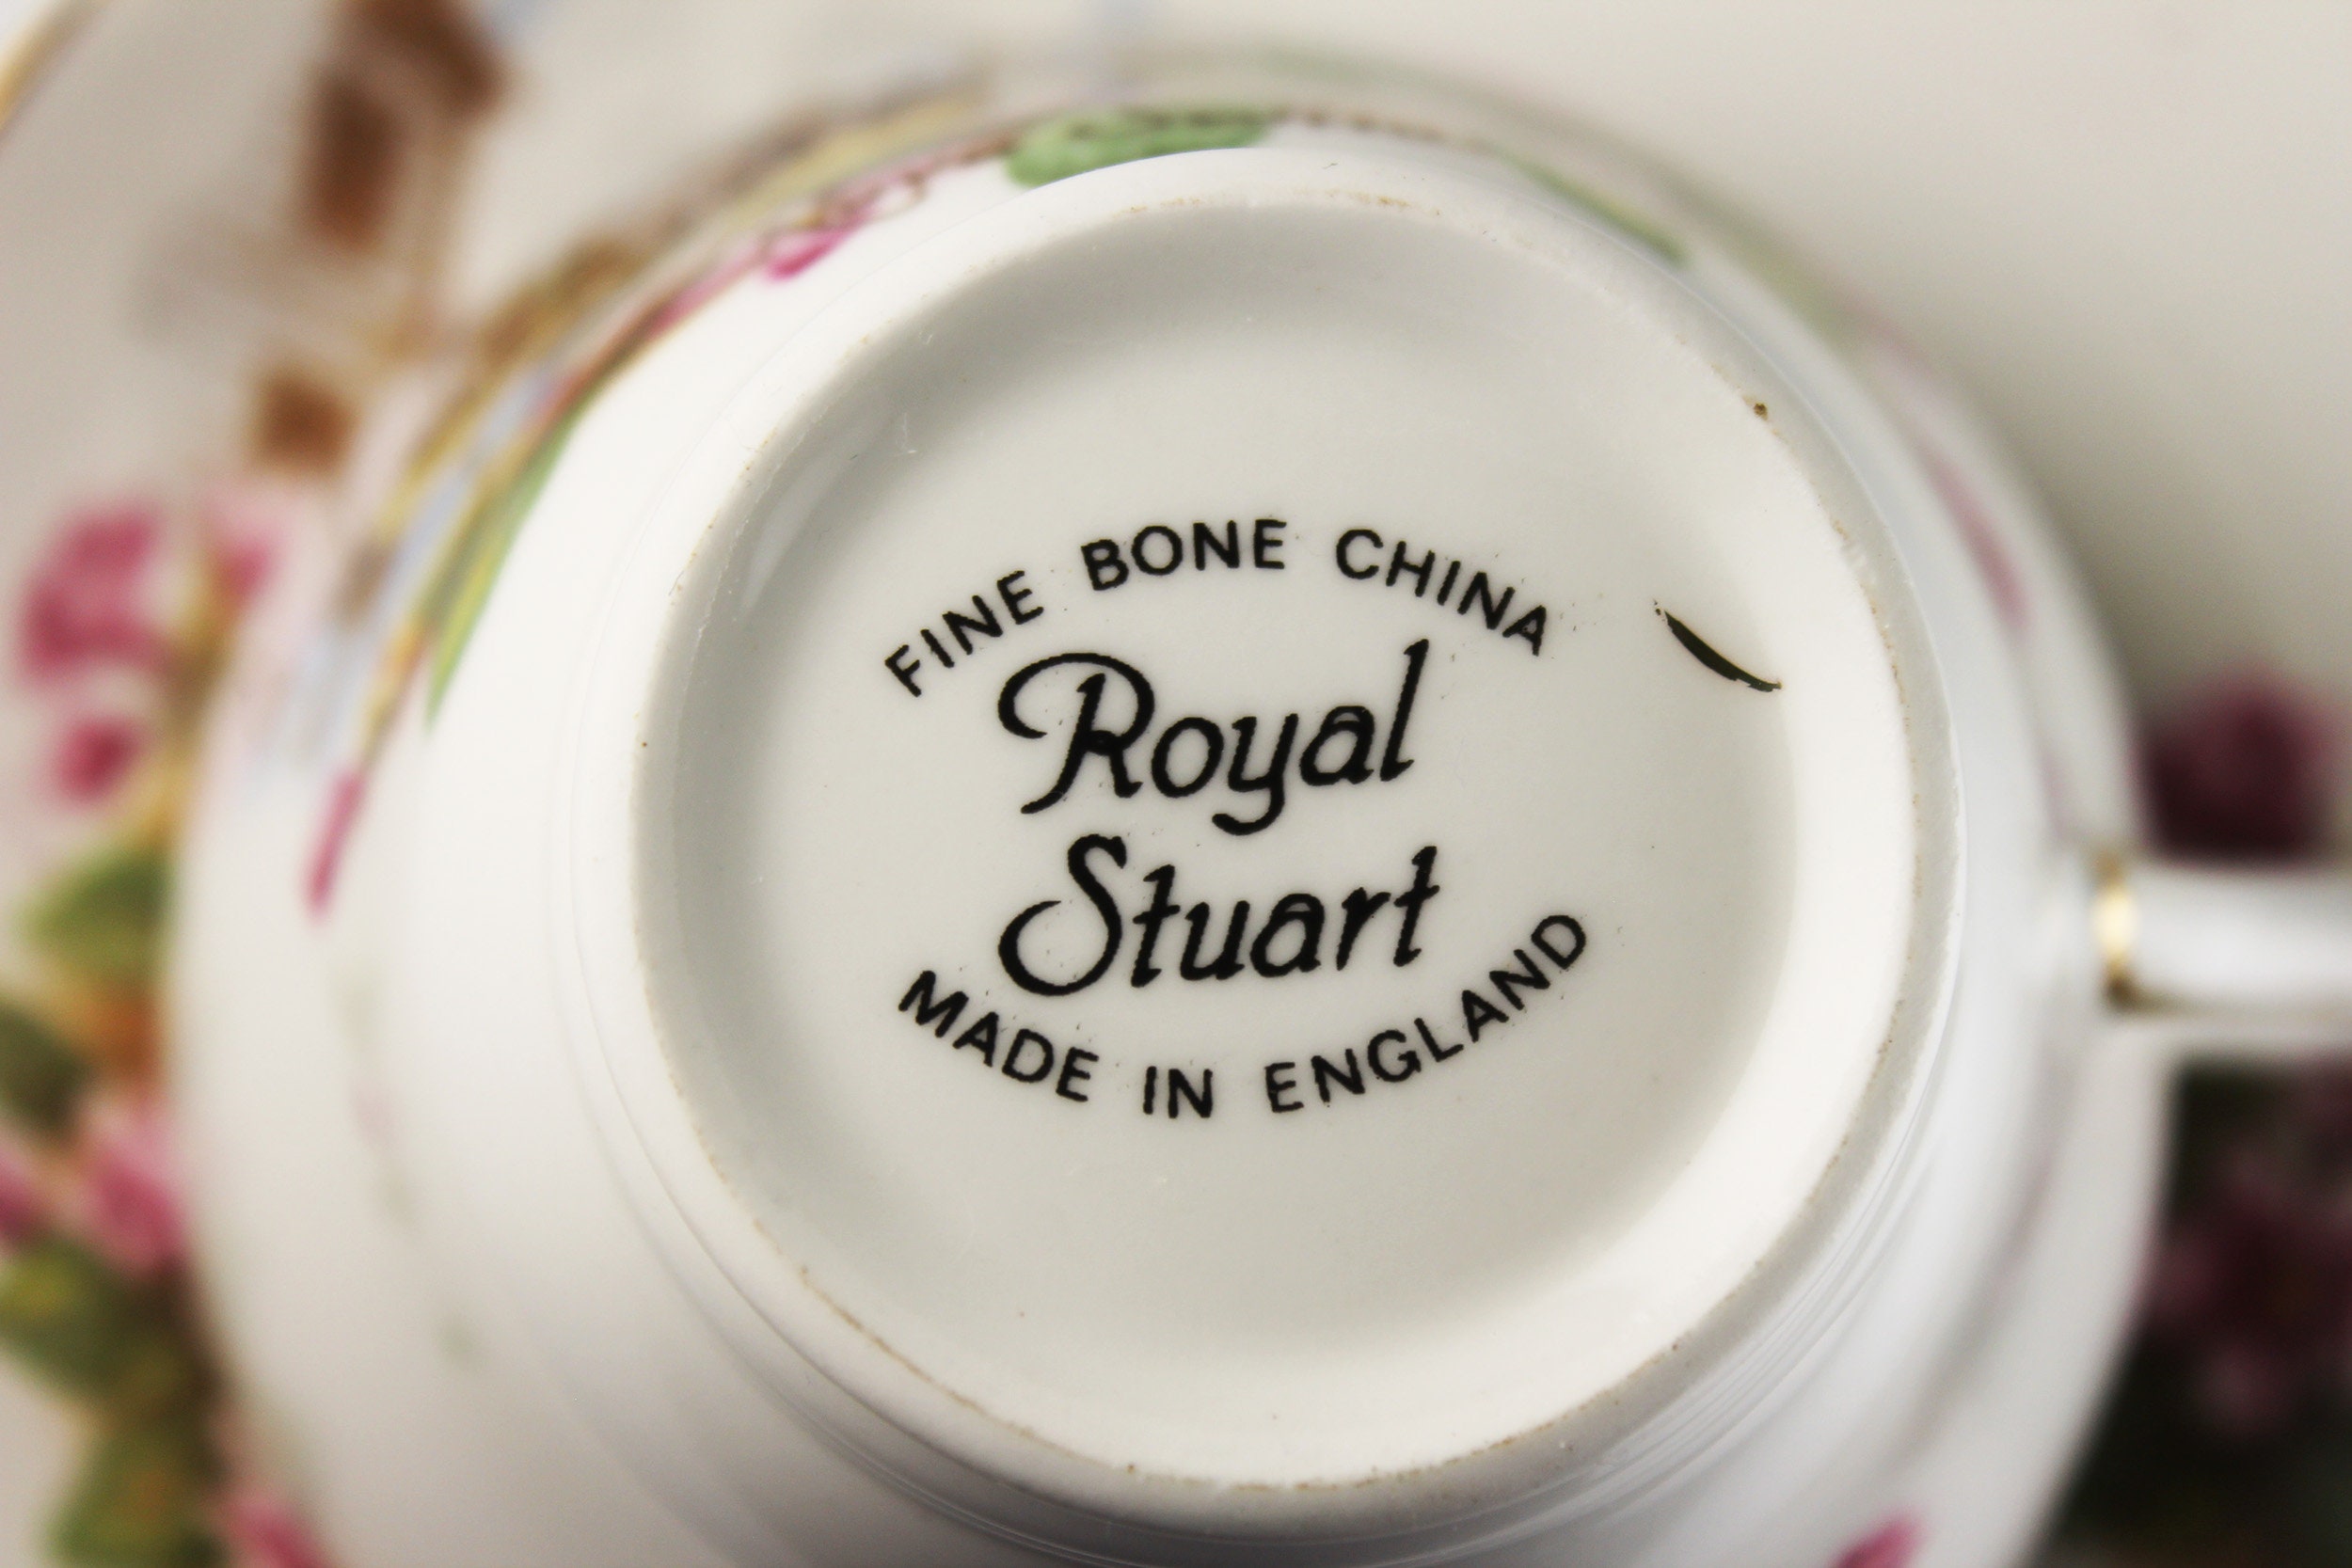 FINE BONE CHINA
Royal
Stuart
MADE IN ENGLAND